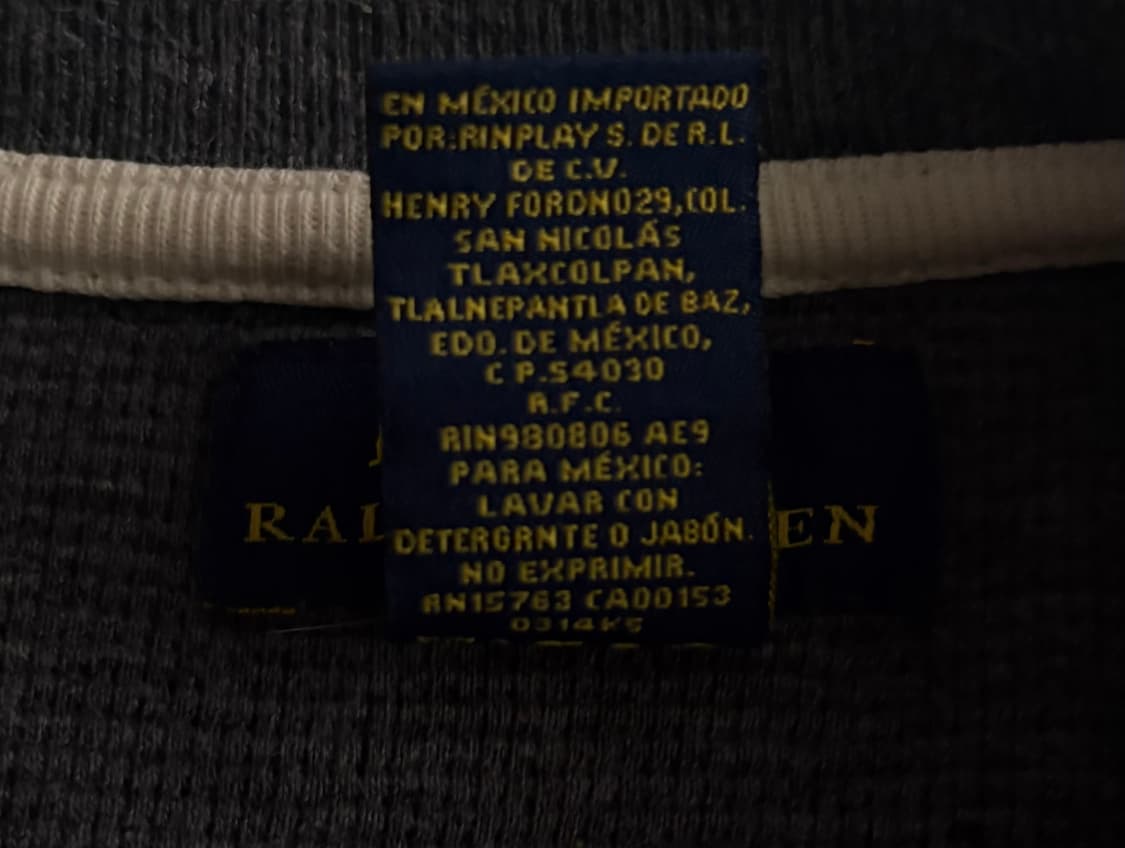 EN MÉXICO IMPORTADO
POR:RINPLAY S. DE R.L.
DE C.V.
HENRY FORDNO29,COL.
SAN NICOLÁS
TLAXCOLPAN,
TLALNEPANTLA DE BAZ,
EDO. DE MÉXICO,
C P.54030
R.F.C.
RIN980806 AE9
PARA MÉXICO:
LAVAR CON
DETERGRNTE O JABÓN.
NO EXPRIMIR.
RN15763 CA00153
0314KS
RAL EN